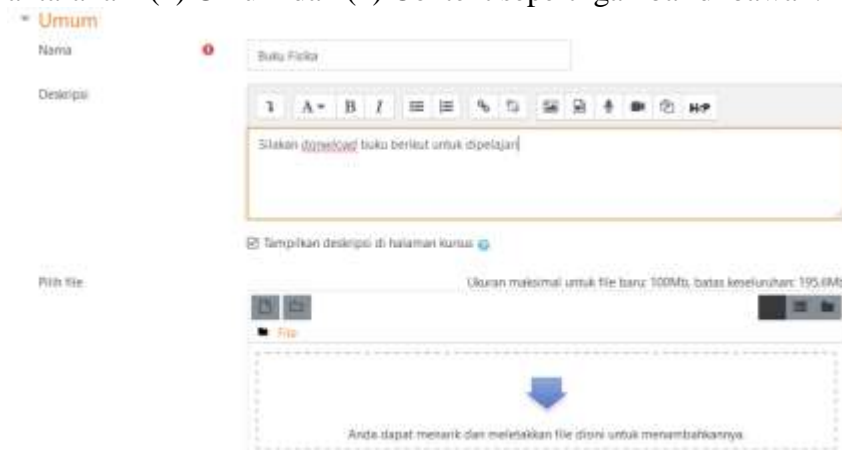 Umum
Nama
Buku Fisika
Deskripsi
Silakan donwload buku berikut untuk dipelajari
Tampilkan deskripsi di halaman kursus
Pilih file
Ukuran maksimal untuk file baru: 100Mb, batas keseluruhan: 195.6Mb
File
Anda dapat menarik dan meletakkan file disini untuk menambahkannya.